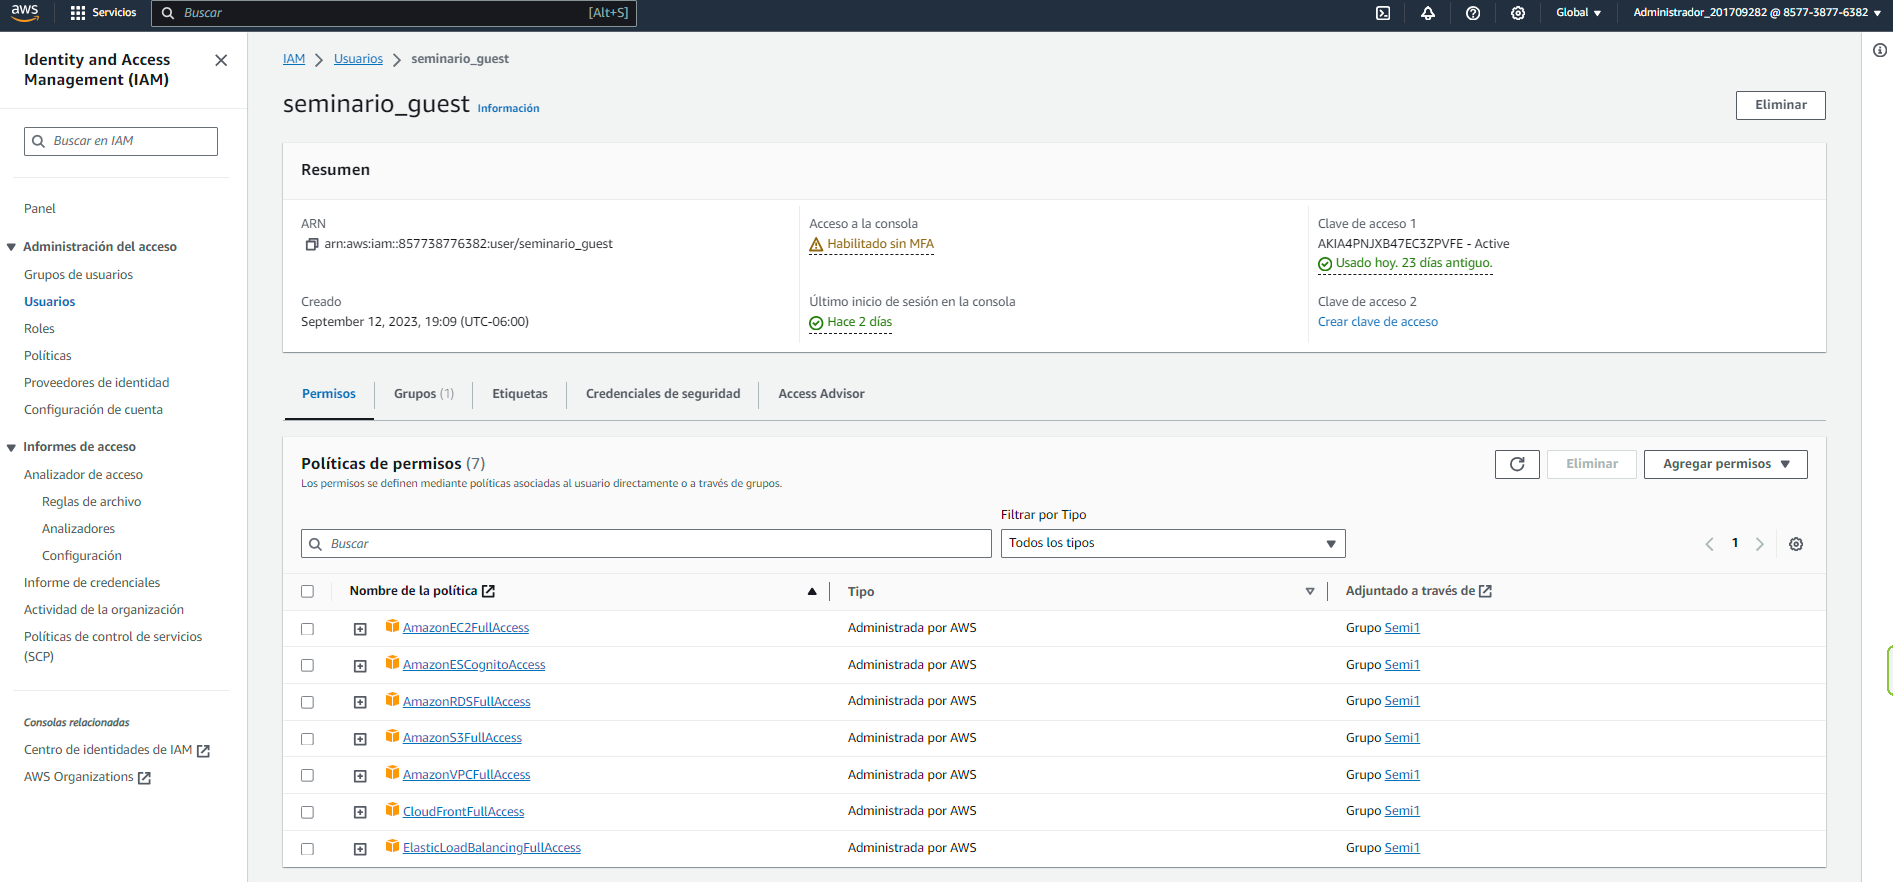 aws
Servicios
Buscar
[Alt+S]
Global
Administrador_201709282 @ 8577-3877-6382
Identity and Access
Management (IAM)
Buscar en IAM
Panel
Administración del acceso
Grupos de usuarios
Usuarios
Roles
Políticas
Proveedores de identidad
Configuración de cuenta
Informes de acceso
Analizador de acceso
Reglas de archivo
Analizadores
Configuración
Informe de credenciales
Actividad de la organización
Políticas de control de servicios
(SCP)
Consolas relacionadas
Centro de identidades de IAM
AWS Organizations
IAM > Usuarios > seminario_guest
seminario_guest Información
Eliminar
Resumen
ARN
arn:aws:iam::857738776382:user/seminario_guest
Creado
September 12, 2023, 19:09 (UTC-06:00)
Acceso a la consola
Habilitado sin MFA
Último inicio de sesión en la consola
Hace 2 días
Clave de acceso 1
AKIA4PNJXB47EC3ZPVFE - Active
Usado hoy. 23 días antiguo.
Clave de acceso 2
Crear clave de acceso
Permisos
Grupos (1)
Etiquetas
Credenciales de seguridad
Access Advisor
Políticas de permisos (7)
Los permisos se definen mediante políticas asociadas al usuario directamente o a través de grupos.
Eliminar
Agregar permisos
Filtrar por Tipo
Buscar
Todos los tipos
1
Nombre de la política Tipo Adjuntado a través de
AmazonEC2FullAccess Administrada por AWS Grupo Semi1
AmazonESCognitoAccess Administrada por AWS Grupo Semi1
AmazonRDSFullAccess Administrada por AWS Grupo Semi1
AmazonS3FullAccess Administrada por AWS Grupo Semi1
AmazonVPCFullAccess Administrada por AWS Grupo Semi1
CloudFrontFullAccess Administrada por AWS Grupo Semi1
ElasticLoadBalancingFullAccess Administrada por AWS Grupo Semi1